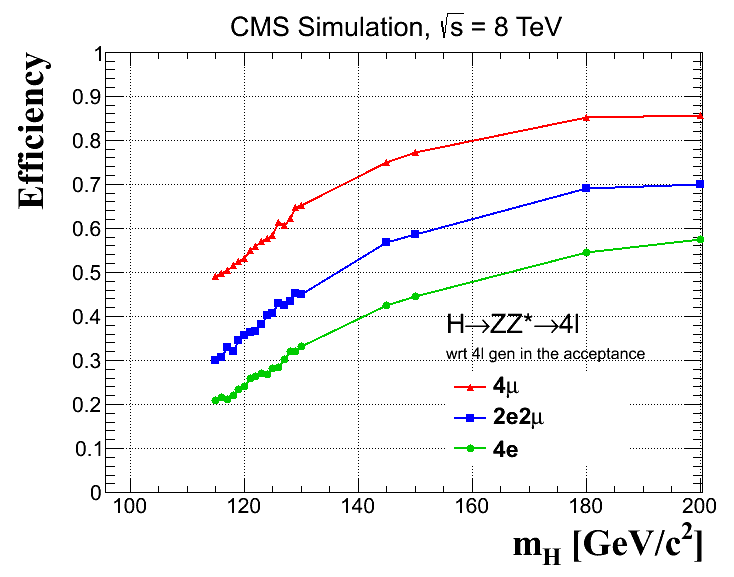 CMS Simulation, √s = 8 TeV
Efficiency
1
0.9
0.8
0.7
0.6
0.5
0.4
0.3
0.2
0.1
0
H→ZZ*→4l
wrt 4l gen in the acceptance
4μ
2e2μ
4e
100 120 140 160 180 200
m_H [GeV/c²]